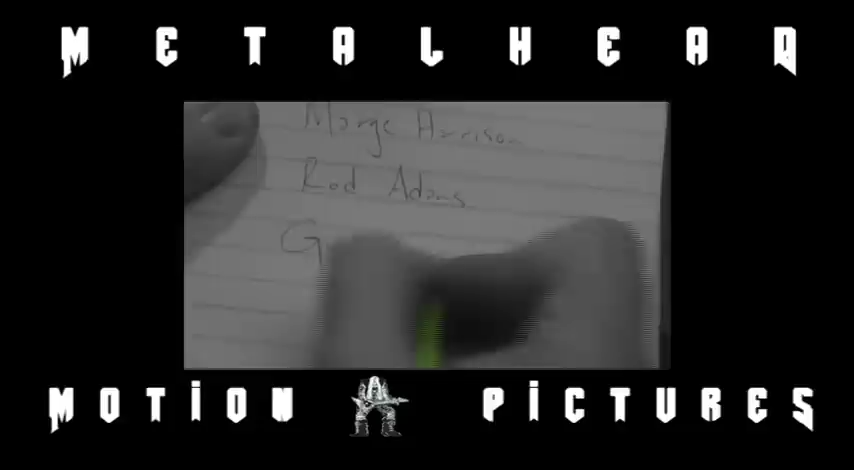 METALHEAD
Marge Harrison
Rod Adams
G
MOTiON PiCTURES